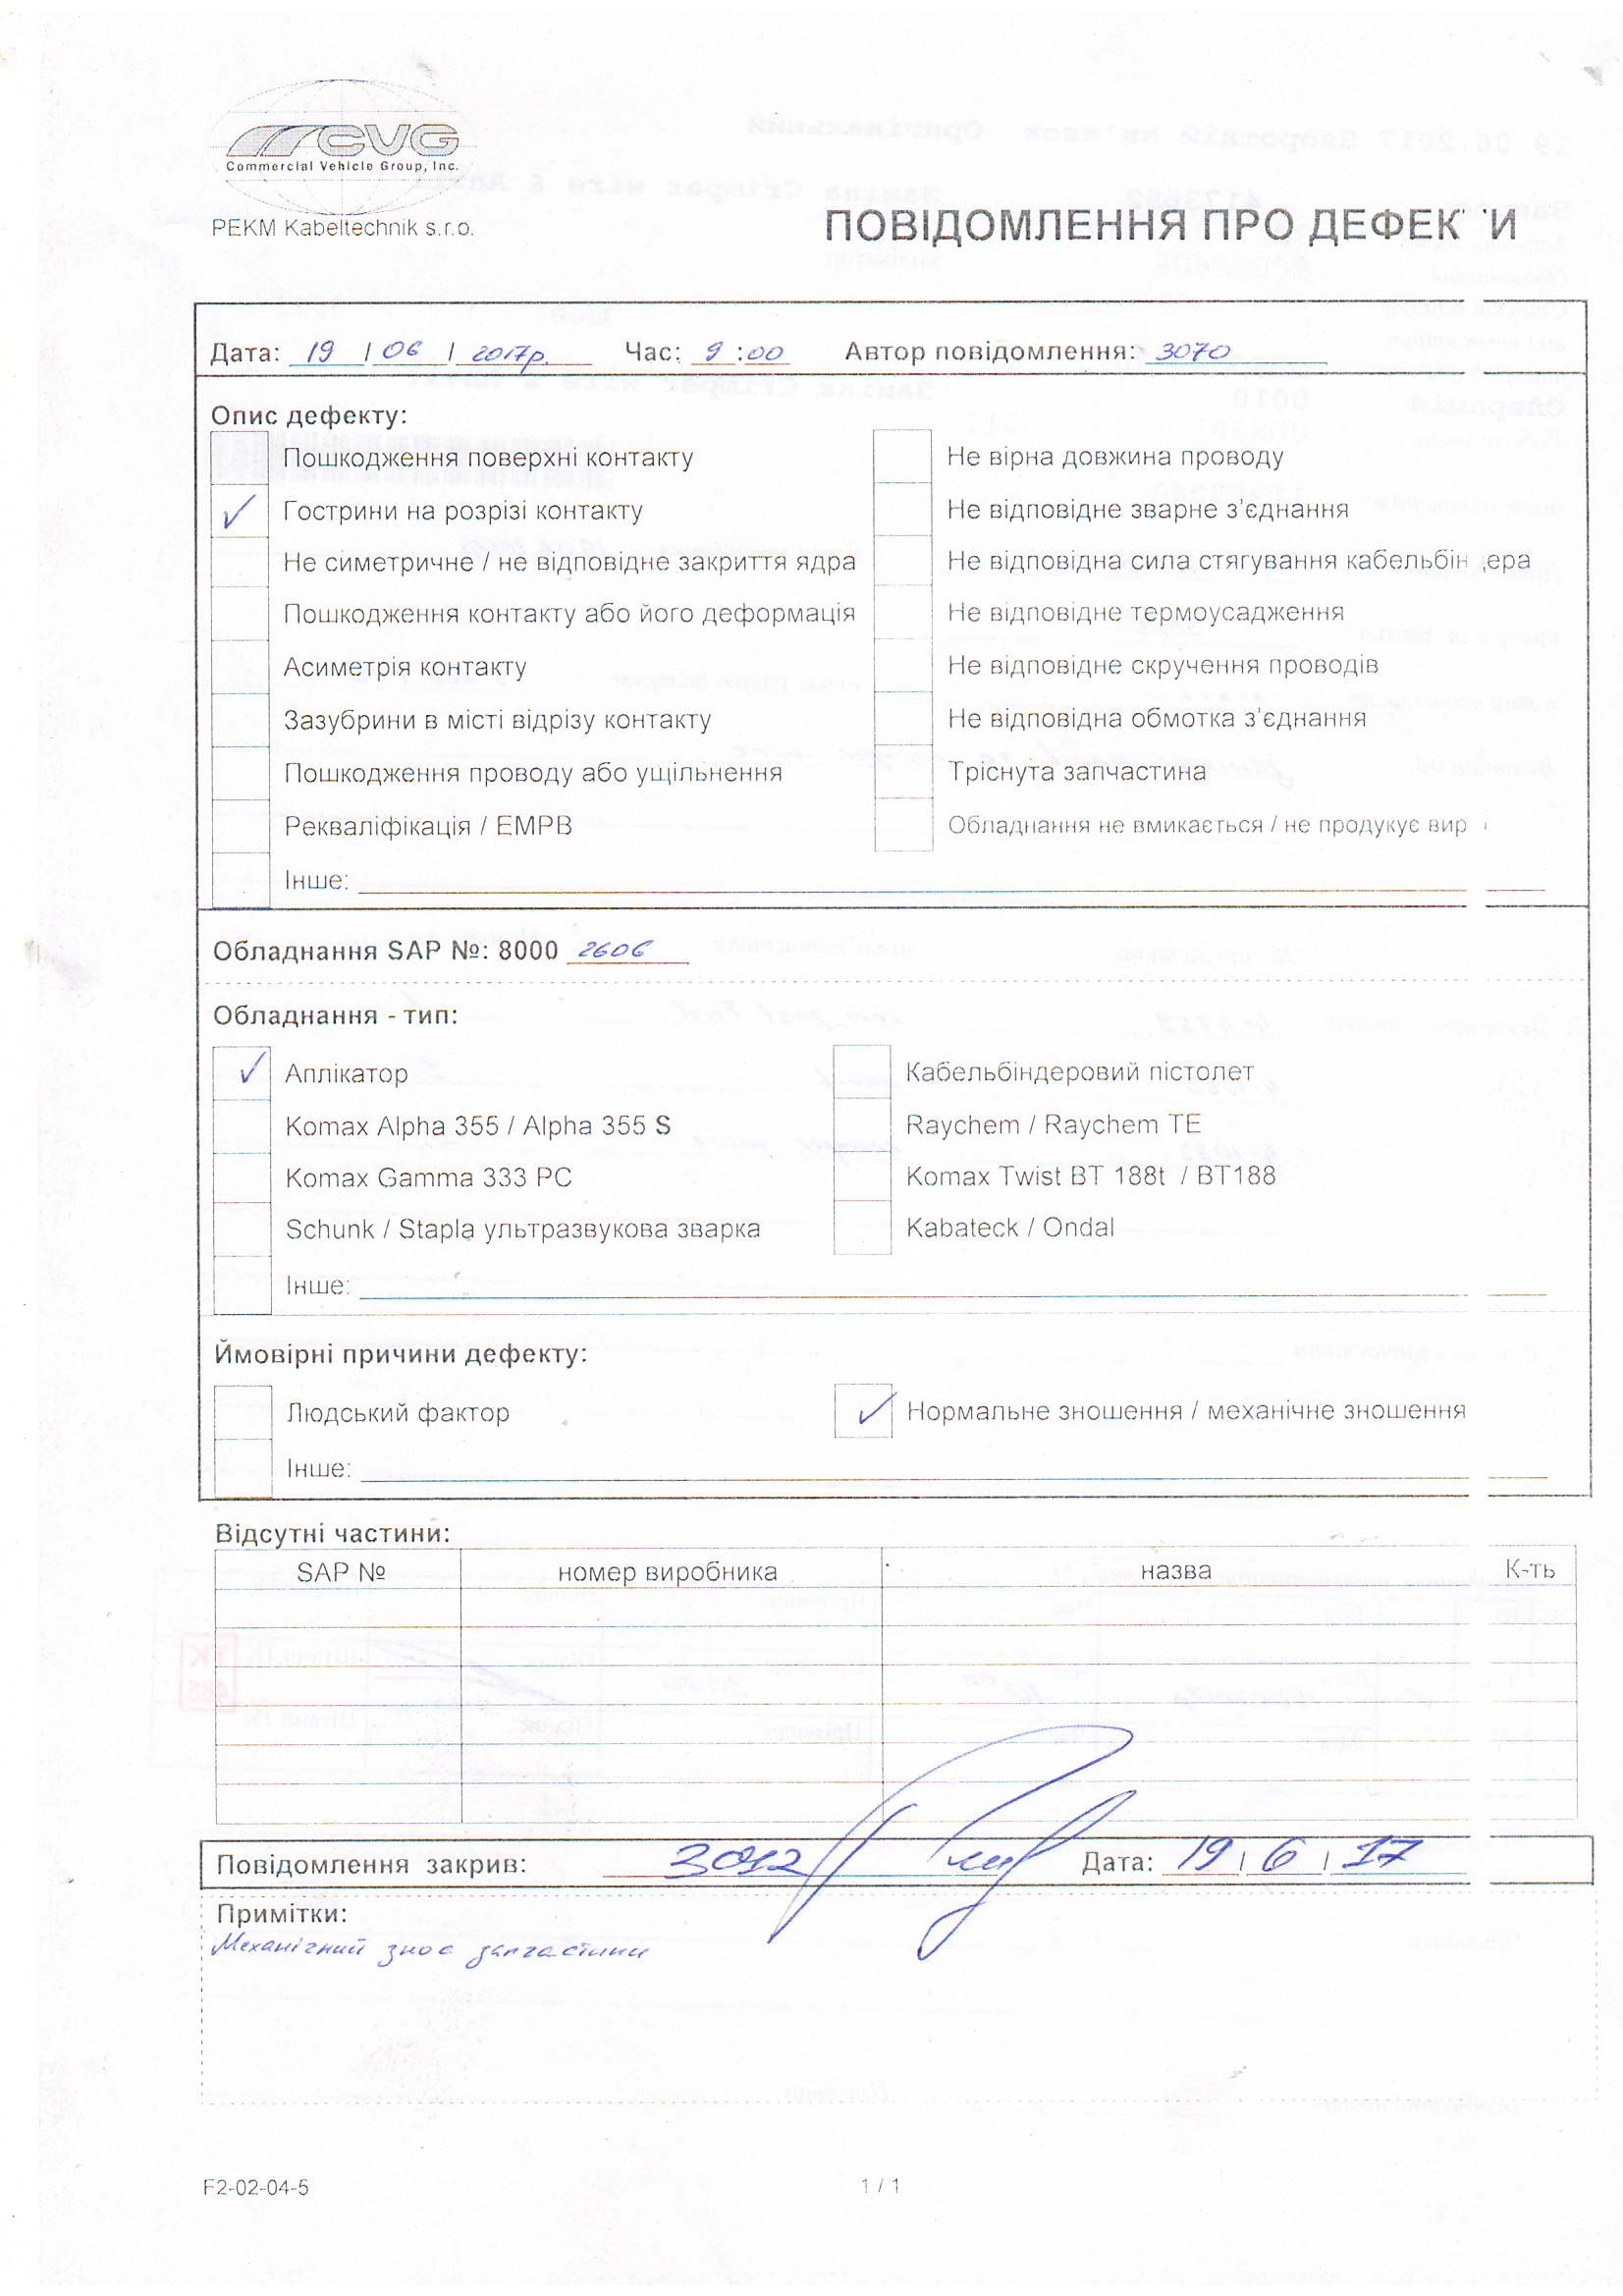 CVG
Commercial Vehicle Group, Inc.
PEKM Kabeltechnik s.r.o.
ПОВІДОМЛЕННЯ ПРО ДЕФЕК И
Дата: 19 / 06 / 2017р. Час: 9 : 00 Автор повідомлення: 3070
Опис дефекту:
Пошкодження поверхні контакту Не вірна довжина проводу
✓ Гострини на розрізі контакту Не відповідне зварне з'єднання
Не симетричне / не відповідне закриття ядра Не відповідна сила стягування кабельбін ера
Пошкодження контакту або його деформація Не відповідне термоусадження
Асиметрія контакту Не відповідне скручення проводів
Зазубрини в місті відрізу контакту Не відповідна обмотка з'єднання
Пошкодження проводу або ущільнення Тріснута запчастина
Рекваліфікація / EMPB Обладнання не вмикається / не продукує вир
Інше:
Обладнання SAP №: 8000 2606
Обладнання - тип:
✓ Аплікатор Кабельбіндеровий пістолет
Komax Alpha 355 / Alpha 355 S Raychem / Raychem TE
Komax Gamma 333 PC Komax Twist BT 188t / BT188
Schunk / Stapla ультразвукова зварка Kabateck / Ondal
Інше:
Ймовірні причини дефекту:
Людський фактор ✓ Нормальне зношення / механічне зношення
Інше:
Відсутні частини:
SAP № номер виробника назва К-ть
Повідомлення закрив: 3012 Дата: 19 / 6 / 17
Примітки:
Механічний знос запчастини
F2-02-04-5 1 / 1